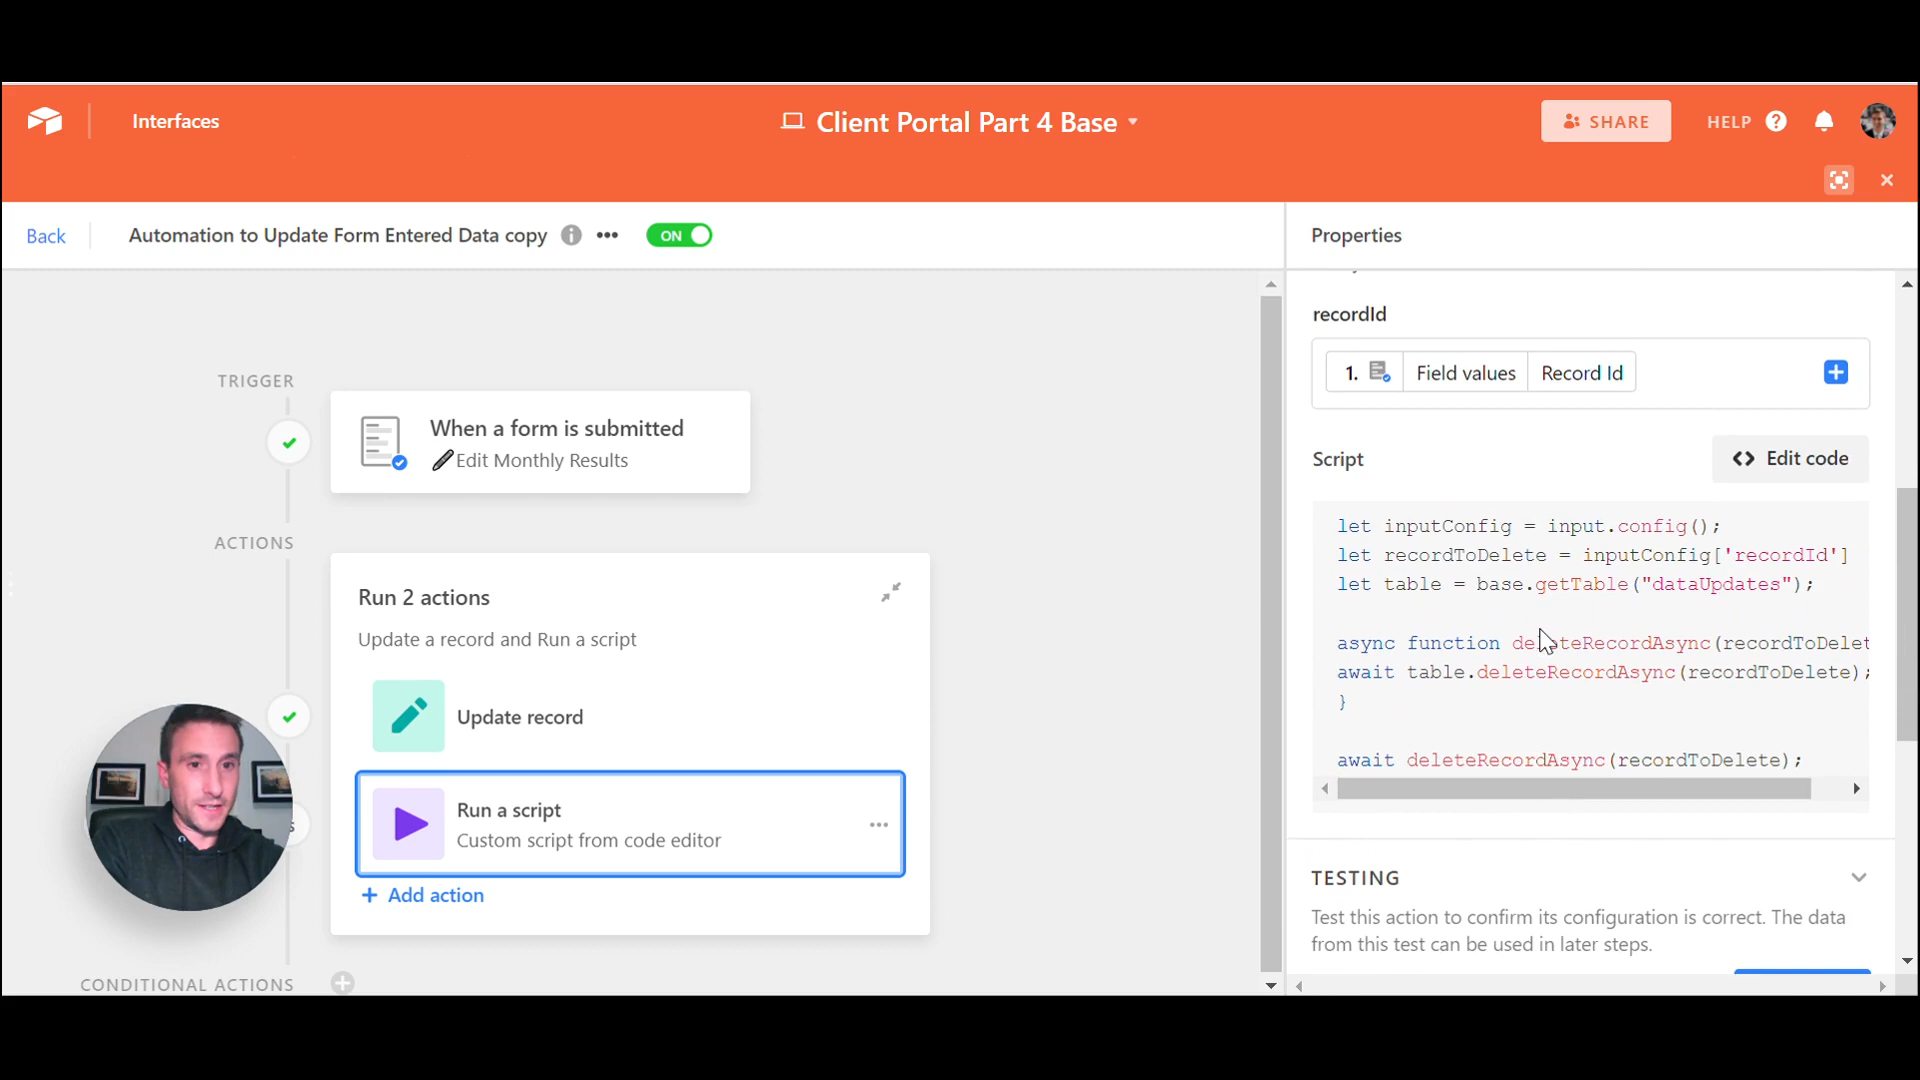 Interfaces
Client Portal Part 4 Base
SHARE
HELP
Back
Automation to Update Form Entered Data copy
ON
Properties
TRIGGER
When a form is submitted
Edit Monthly Results
ACTIONS
Run 2 actions
Update a record and Run a script
Update record
Run a script
Custom script from code editor
+ Add action
CONDITIONAL ACTIONS
recordId
1.
Field values
Record Id
Script
<> Edit code
let inputConfig = input.config();
let recordToDelete = inputConfig['recordId']
let table = base.getTable("dataUpdates");
async function deleteRecordAsync(recordToDelet
await table.deleteRecordAsync(recordToDelete);
}
await deleteRecordAsync(recordToDelete);
TESTING
Test this action to confirm its configuration is correct. The data
from this test can be used in later steps.